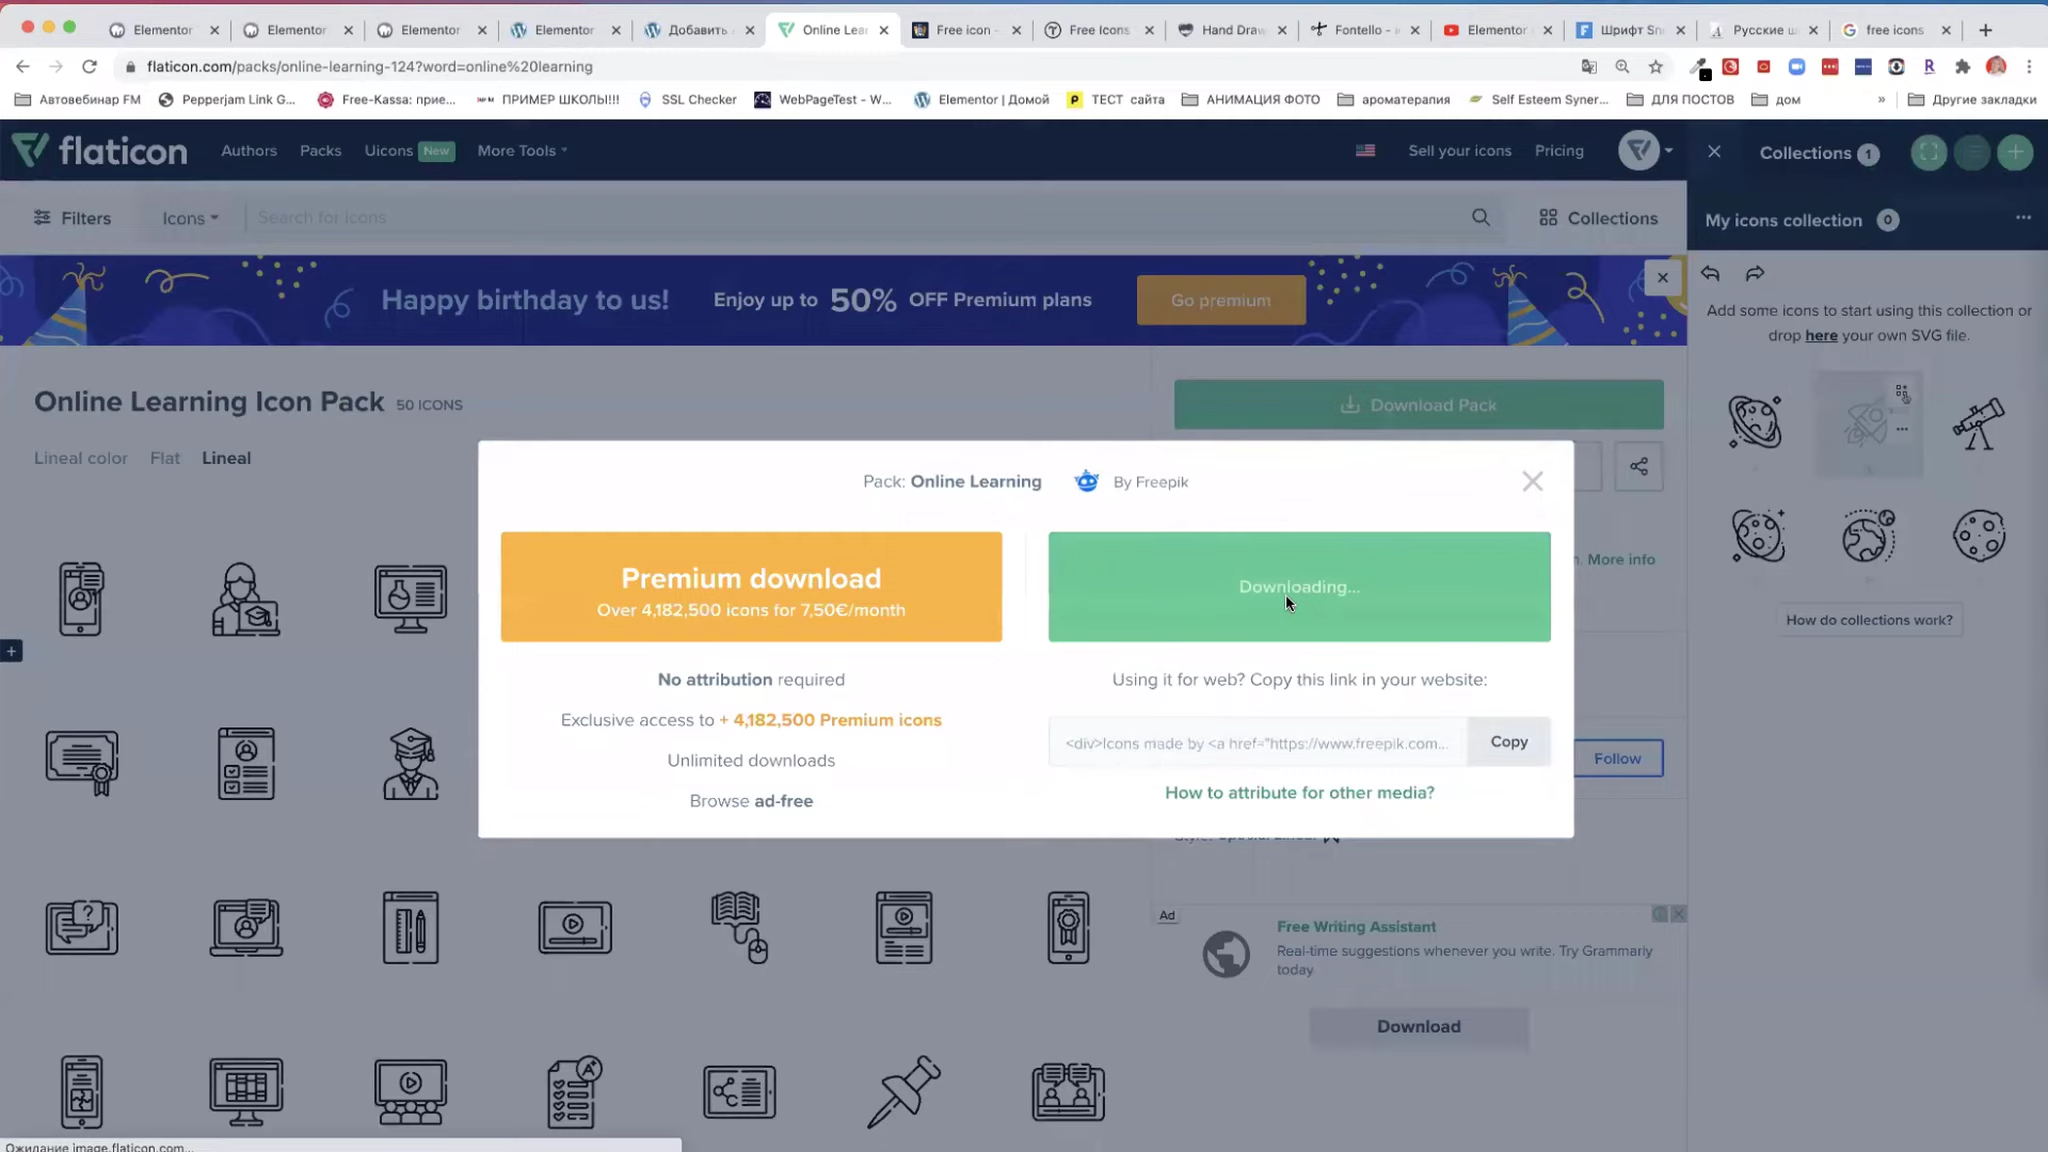 Elementor
Elementor
Elementor
Elementor
Добавить
Online Lear
Free icon -
Free Icons,
Hand Draw
Fontello - i
Elementor
Шрифт Sn
Русские ш
free icons
flaticon.com/packs/online-learning-124?word=online%20learning
Автовебинар FM
Pepperjam Link G...
Free-Kassa: прие...
ПРИМЕР ШКОЛЫ!!!
SSL Checker
WebPageTest - W...
Elementor | Домой
ТЕСТ сайта
АНИМАЦИЯ ФОТО
ароматерапия
Self Esteem Syner...
ДЛЯ ПОСТОВ
дом
»
Другие закладки
flaticon
Authors
Packs
Uicons New
More Tools
Sell your icons
Pricing
Collections 1
Filters
Icons
Search for icons
Collections
My icons collection 0
Happy birthday to us!
Enjoy up to 50% OFF Premium plans
Go premium
Add some icons to start using this collection or
drop here your own SVG file.
Online Learning Icon Pack 50 ICONS
Download Pack
Lineal color
Flat
Lineal
Pack: Online Learning
By Freepik
Premium download
Over 4,182,500 icons for 7,50€/month
Downloading...
n. More info
How do collections work?
No attribution required
Using it for web? Copy this link in your website:
Exclusive access to + 4,182,500 Premium icons
<div>Icons made by <a href="https://www.freepik.com...
Copy
Unlimited downloads
Follow
Browse ad-free
How to attribute for other media?
Ad
Free Writing Assistant
Real-time suggestions whenever you write. Try Grammarly
today
Download
Ожидание image.flaticon.com...